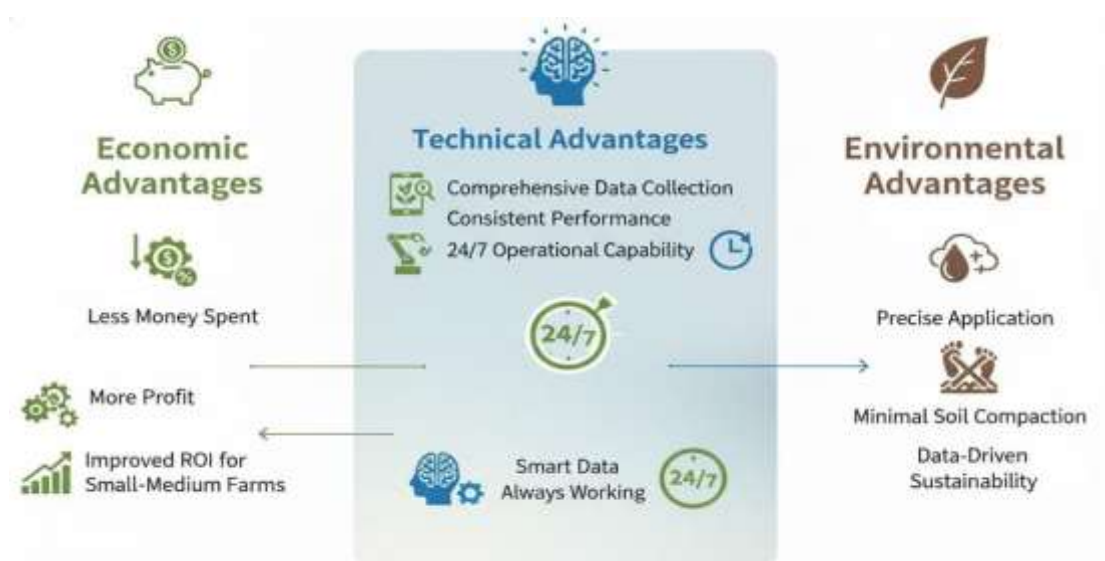 Economic
Advantages
Less Money Spent
More Profit
Improved ROI for
Small-Medium Farms
Technical Advantages
Comprehensive Data Collection
Consistent Performance
24/7 Operational Capability
24/7
Smart Data
Always Working
24/7
Environmental
Advantages
Precise Application
Minimal Soil Compaction
Data-Driven
Sustainability